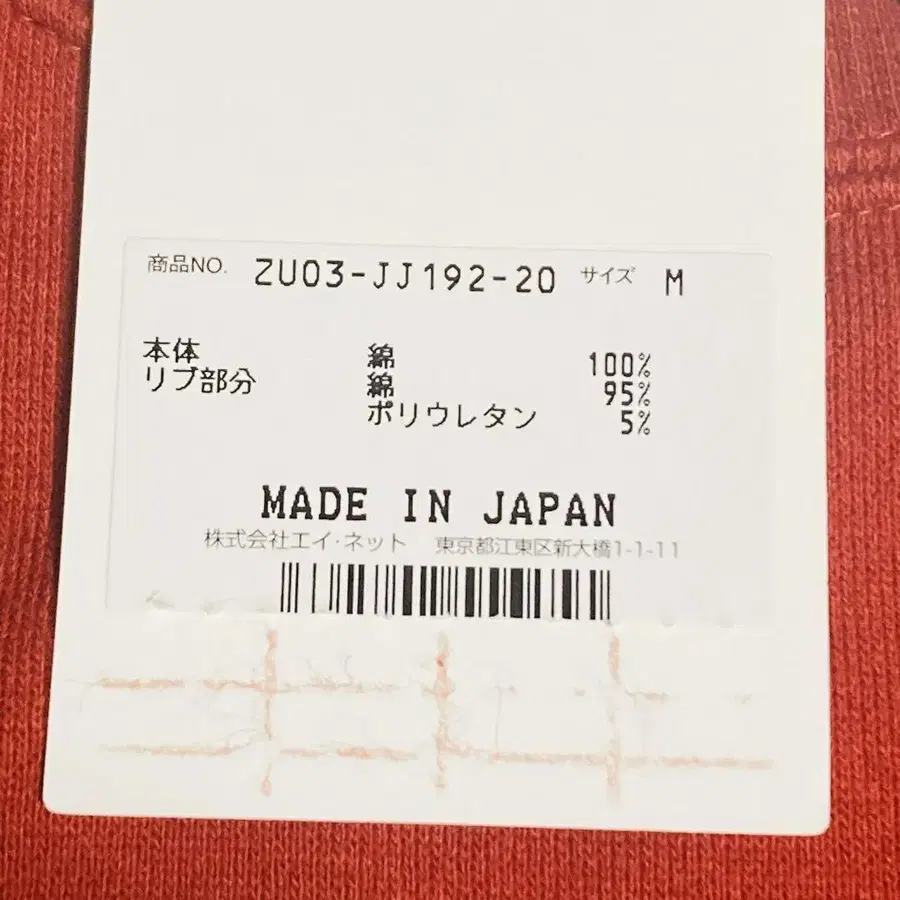 商品NO. ZU03-JJ192-20 サイズ M
本体 綿 100%
リブ部分 綿 95%
ポリウレタン 5%
MADE IN JAPAN
株式会社エイ・ネット 東京都江東区新大橋1-1-11